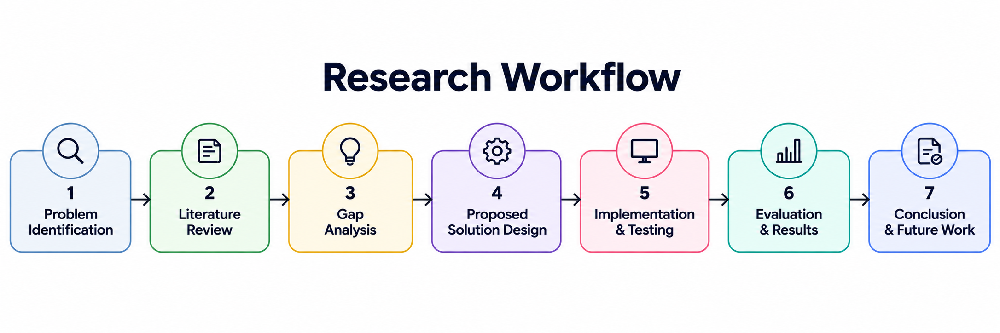 Research Workflow
1
Problem
Identification
2
Literature
Review
3
Gap
Analysis
4
Proposed
Solution Design
5
Implementation
& Testing
6
Evaluation
& Results
7
Conclusion
& Future Work